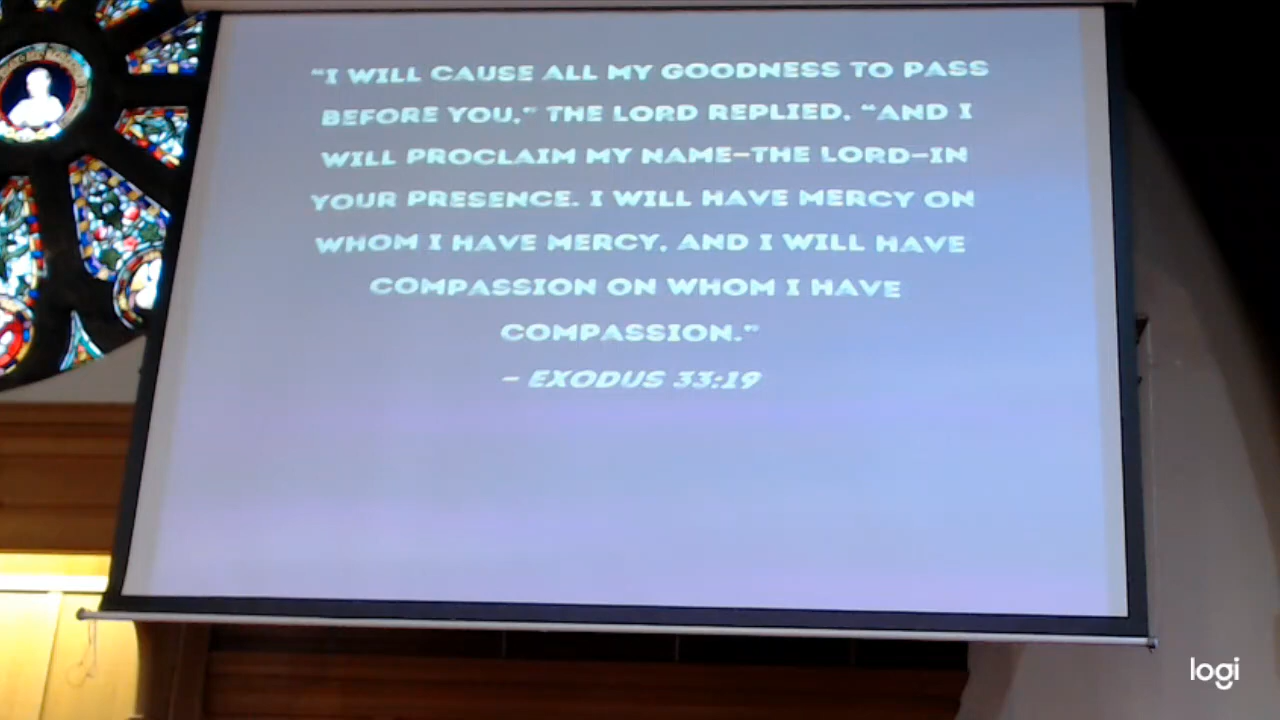 “I WILL CAUSE ALL MY GOODNESS TO PASS
BEFORE YOU,” THE LORD REPLIED, “AND I
WILL PROCLAIM MY NAME—THE LORD—IN
YOUR PRESENCE. I WILL HAVE MERCY ON
WHOM I HAVE MERCY, AND I WILL HAVE
COMPASSION ON WHOM I HAVE
COMPASSION.”
- EXODUS 33:19
logi